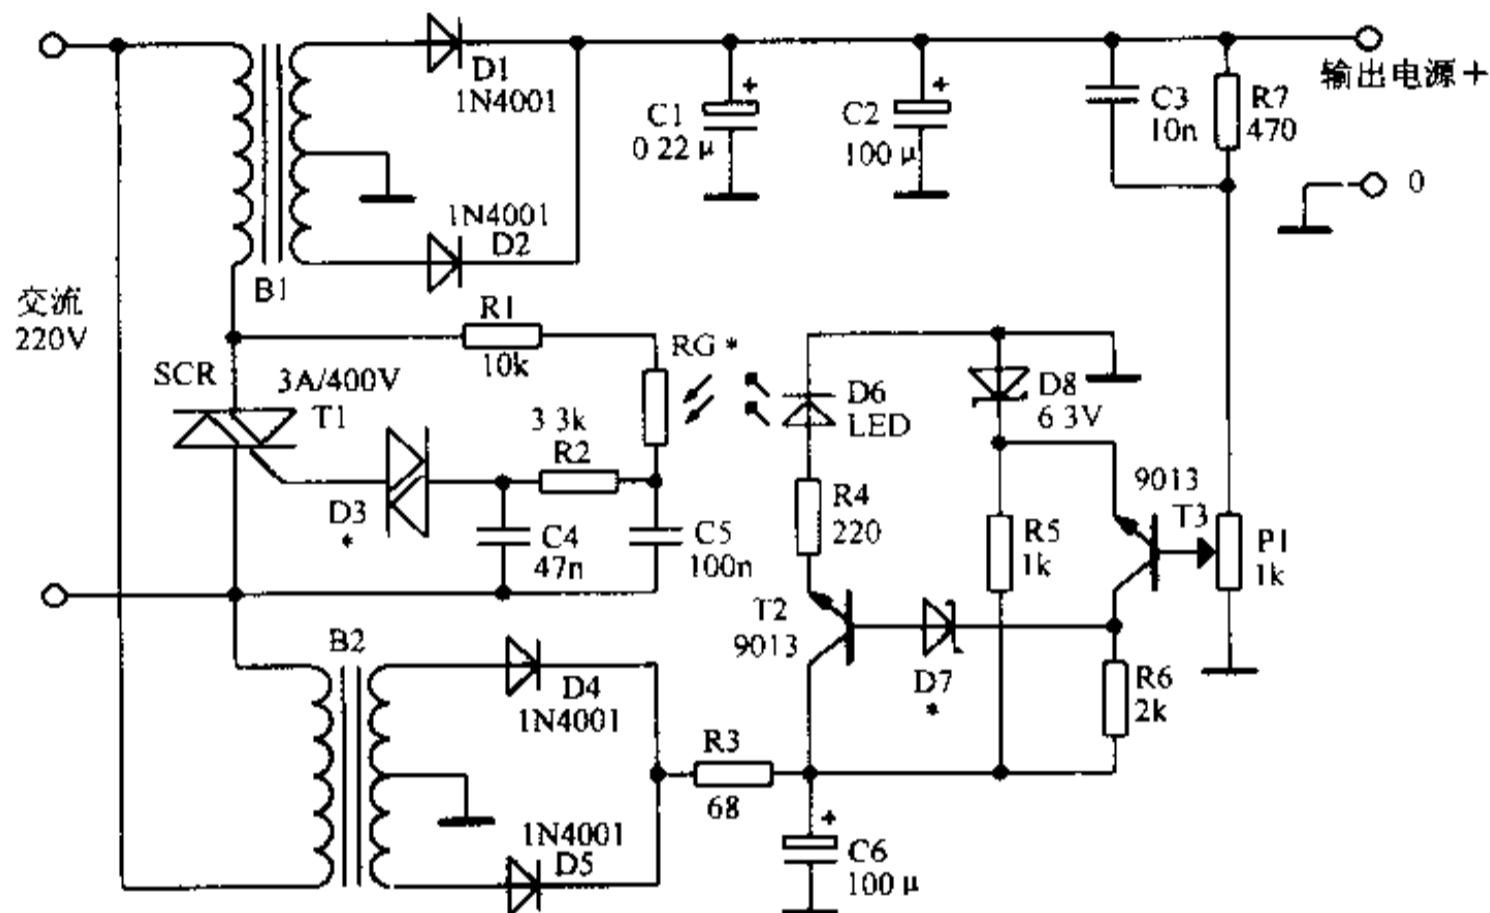 D1
1N4001
C1
0 22 μ
C2
100 μ
C3
10n
R7
470
输出电源+
0
1N4001
D2
B1
交流
220V
R1
10k
RG *
SCR
3A/400V
T1
3 3k
R2
D3
*
C4
47n
C5
100n
D6
LED
D8
6 3V
R4
220
R5
1k
9013
T3
P1
1k
T2
9013
D7
*
R6
2k
B2
D4
1N4001
R3
68
1N4001
D5
C6
100 μ